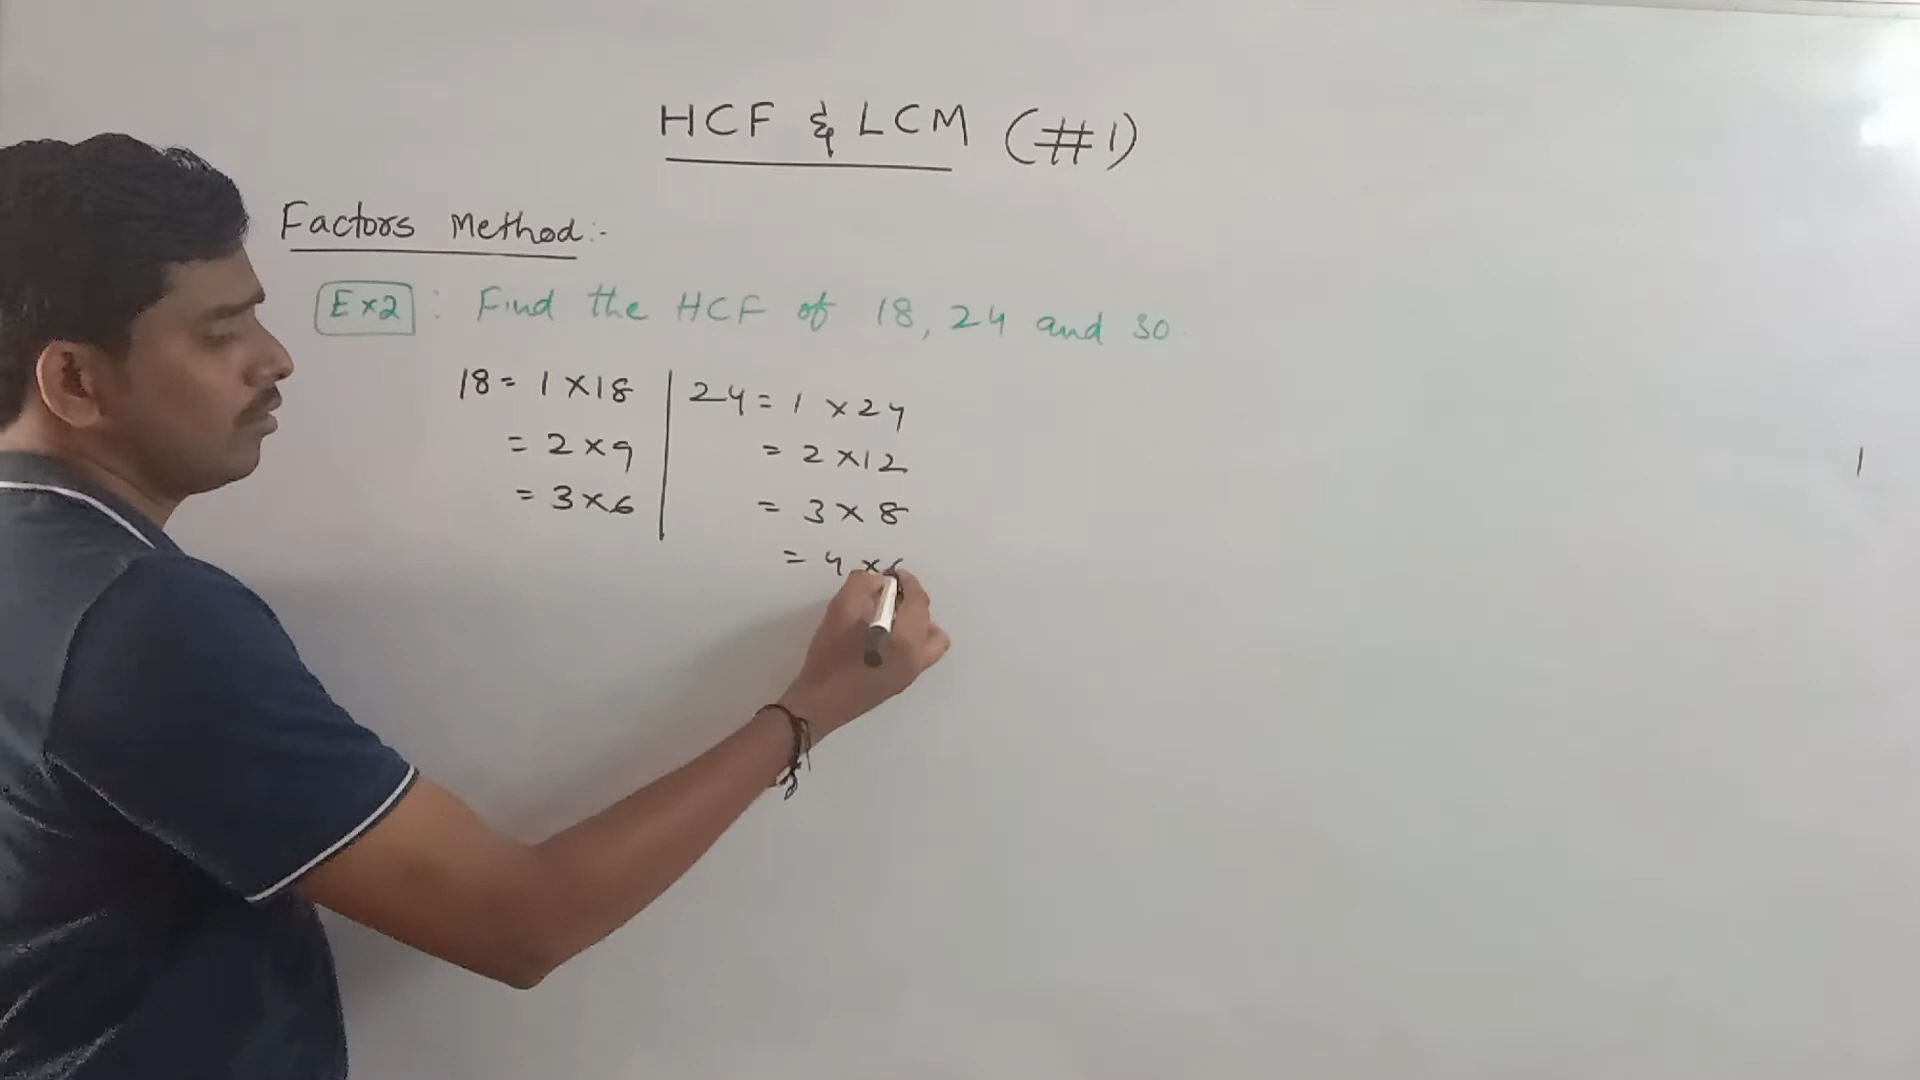 HCF & LCM (#1)
Factors Method:-
Ex2 : Find the HCF of 18, 24 and 30.
18 = 1 × 18
= 2 × 9
= 3 × 6
24 = 1 × 24
= 2 × 12
= 3 × 8
= 4 ×